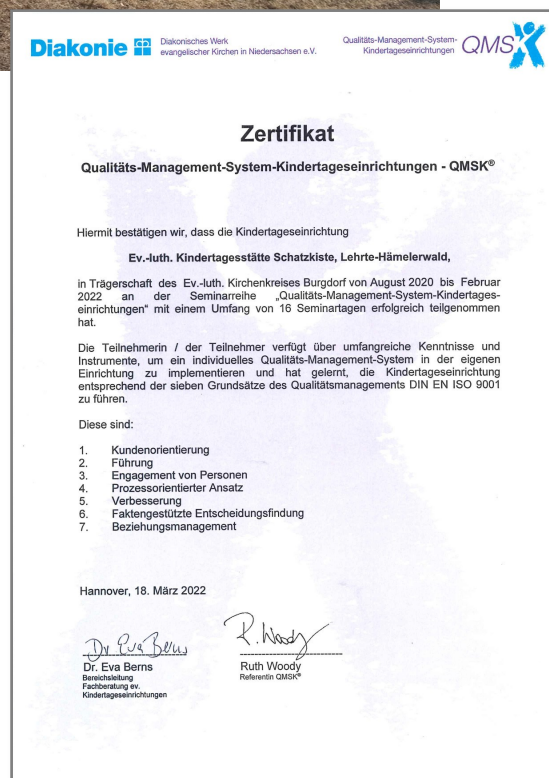 Diakonie
Diakonisches Werk
evangelischer Kirchen in Niedersachsen e.V.
Qualitäts-Management-System-
Kindertageseinrichtungen
QMSK
Zertifikat
Qualitäts-Management-System-Kindertageseinrichtungen - QMSK®
Hiermit bestätigen wir, dass die Kindertageseinrichtung
Ev.-luth. Kindertagesstätte Schatzkiste, Lehrte-Hämelerwald,
in Trägerschaft des Ev.-luth. Kirchenkreises Burgdorf von August 2020 bis Februar
2022 an der Seminarreihe „Qualitäts-Management-System-Kindertages-
einrichtungen“ mit einem Umfang von 16 Seminartagen erfolgreich teilgenommen
hat.
Die Teilnehmerin / der Teilnehmer verfügt über umfangreiche Kenntnisse und
Instrumente, um ein individuelles Qualitäts-Management-System in der eigenen
Einrichtung zu implementieren und hat gelernt, die Kindertageseinrichtung
entsprechend der sieben Grundsätze des Qualitätsmanagements DIN EN ISO 9001
zu führen.
Diese sind:
1. Kundenorientierung
2. Führung
3. Engagement von Personen
4. Prozessorientierter Ansatz
5. Verbesserung
6. Faktengestützte Entscheidungsfindung
7. Beziehungsmanagement
Hannover, 18. März 2022
Dr. Eva Berns
R. Woody
Dr. Eva Berns
Bereichsleitung
Fachberatung ev.
Kindertageseinrichtungen
Ruth Woody
Referentin QMSK®